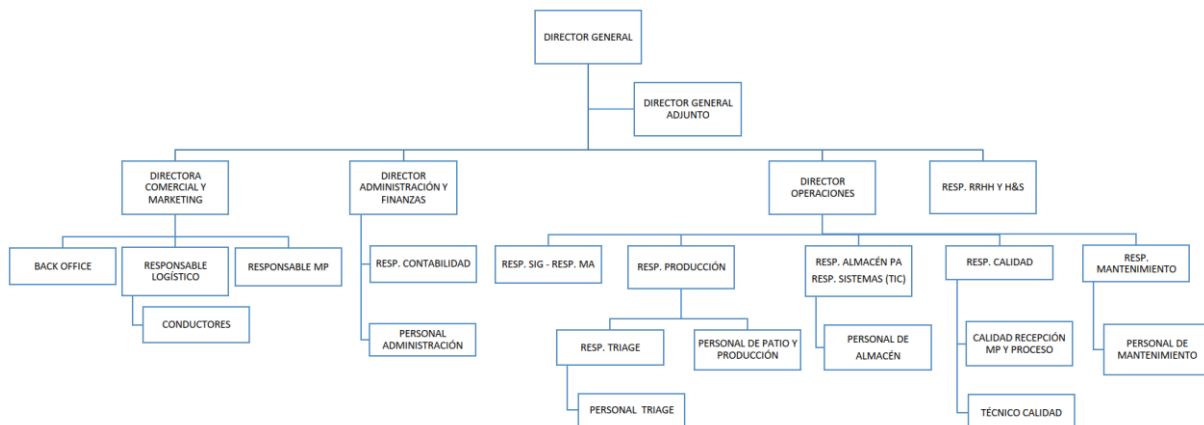 DIRECTOR GENERAL
DIRECTOR GENERAL
ADJUNTO
DIRECTORA
COMERCIAL Y
MARKETING
DIRECTOR
ADMINISTRACIÓN Y
FINANZAS
DIRECTOR
OPERACIONES
RESP. RRHH Y H&S
BACK OFFICE
RESPONSABLE
LOGÍSTICO
RESPONSABLE MP
RESP. CONTABILIDAD
RESP. SIG - RESP. MA
RESP. PRODUCCIÓN
RESP. ALMACÉN PA
RESP. SISTEMAS (TIC)
RESP. CALIDAD
RESP.
MANTENIMIENTO
CONDUCTORES
PERSONAL
ADMINISTRACIÓN
RESP. TRIAGE
PERSONAL DE PATIO Y
PRODUCCIÓN
PERSONAL DE
ALMACÉN
CALIDAD RECEPCIÓN
MP Y PROCESO
PERSONAL DE
MANTENIMIENTO
PERSONAL TRIAGE
TÉCNICO CALIDAD